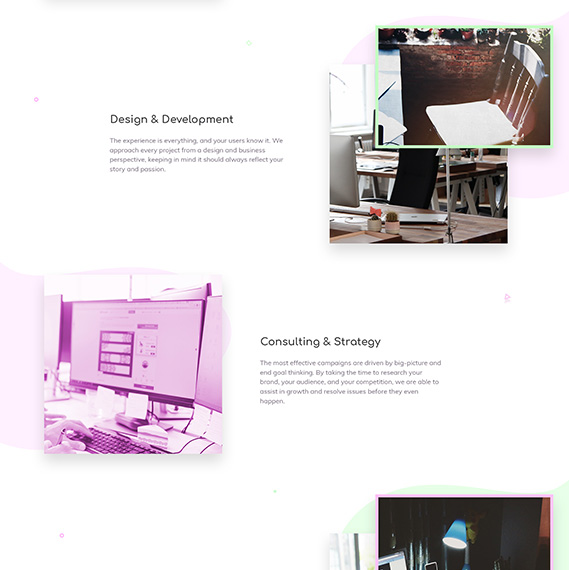 Design & Development
The experience is everything, and your users know it. We
approach every project from a design and business
perspective, keeping in mind it should always reflect your
story and passion.
Consulting & Strategy
The most effective campaigns are driven by big-picture and
end goal thinking. By taking the time to research your
brand, your audience, and your competition, we are able to
assist in growth and resolve issues before they even
happen.